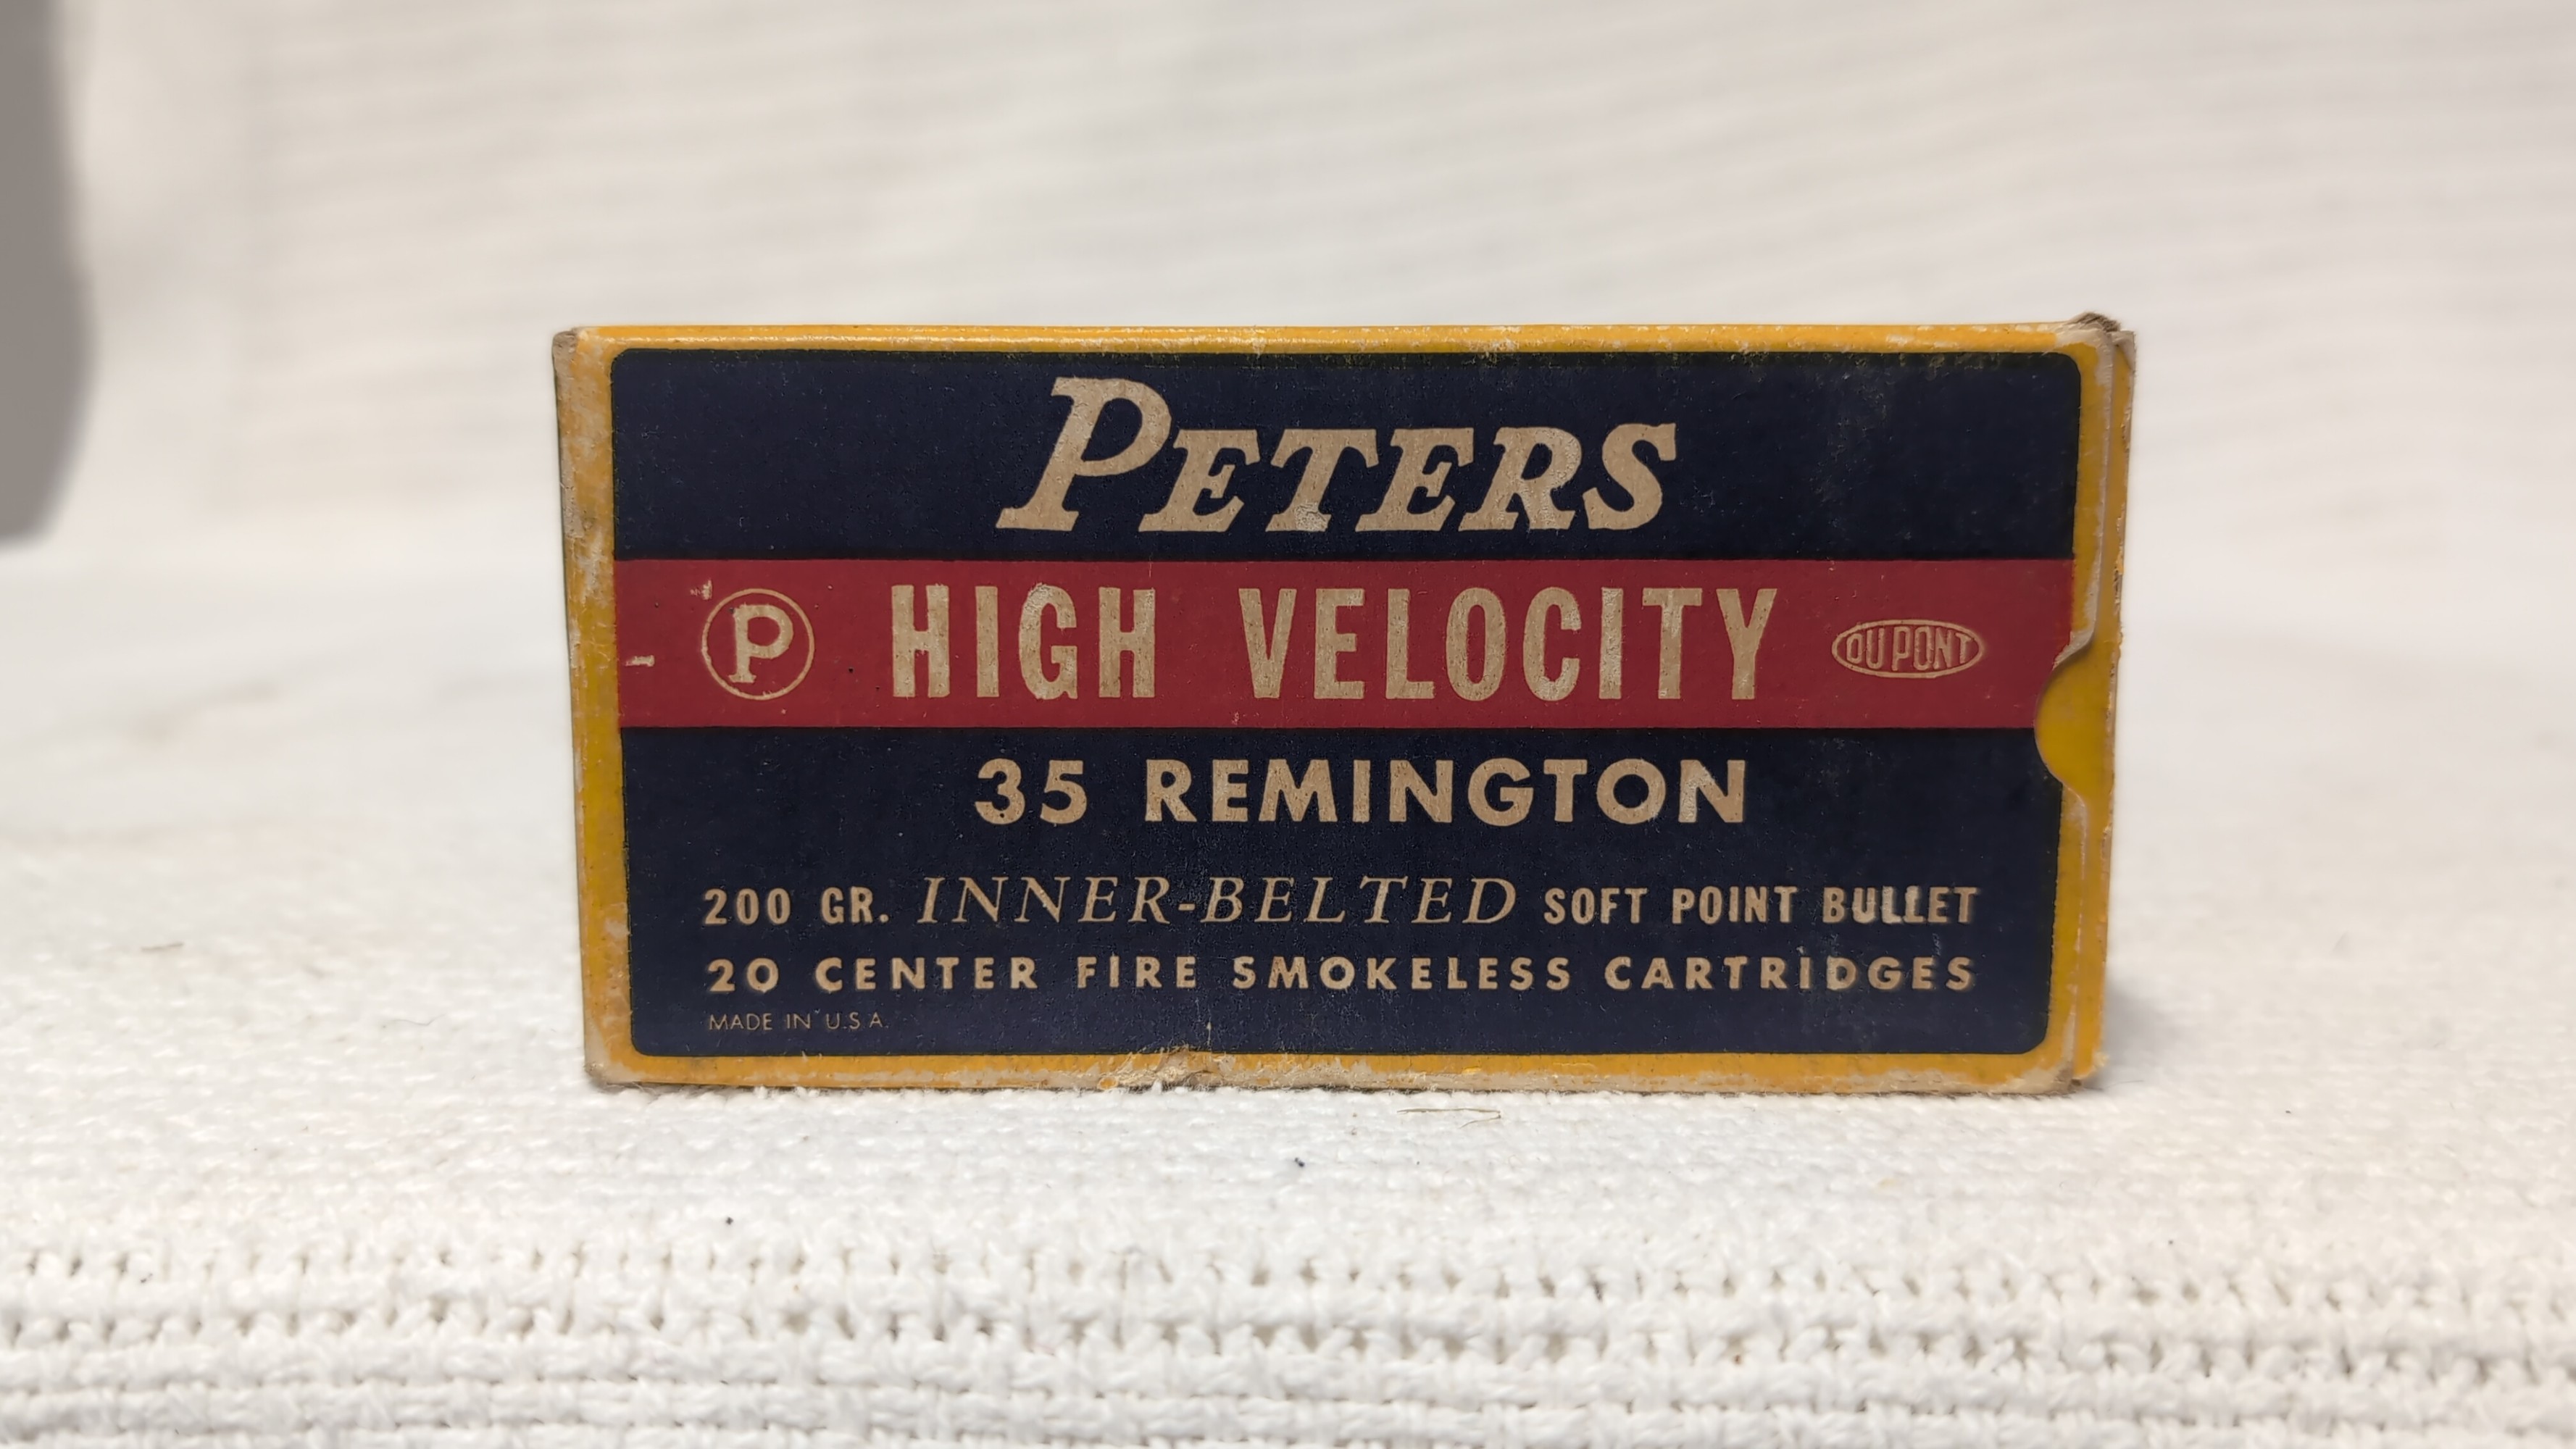 PETERS
P HIGH VELOCITY DU PONT
35 REMINGTON
200 GR. INNER-BELTED SOFT POINT BULLET
20 CENTER FIRE SMOKELESS CARTRIDGES
MADE IN U.S.A.